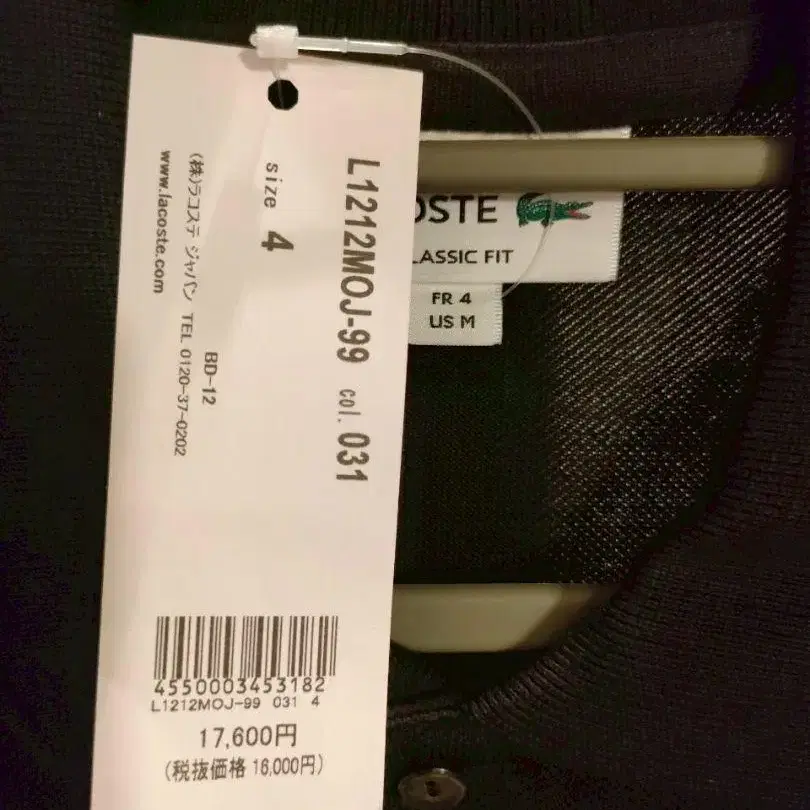 L1212MOJ-99 col. 031
size 4
BD-12
(株)ラコステ ジャパン TEL 0120-37-0202
www.lacoste.com
4550003453182
L1212MOJ-99 031 4
17,600円
(税抜価格 16,000円)
OSTE
LASSIC FIT
FR 4
US M